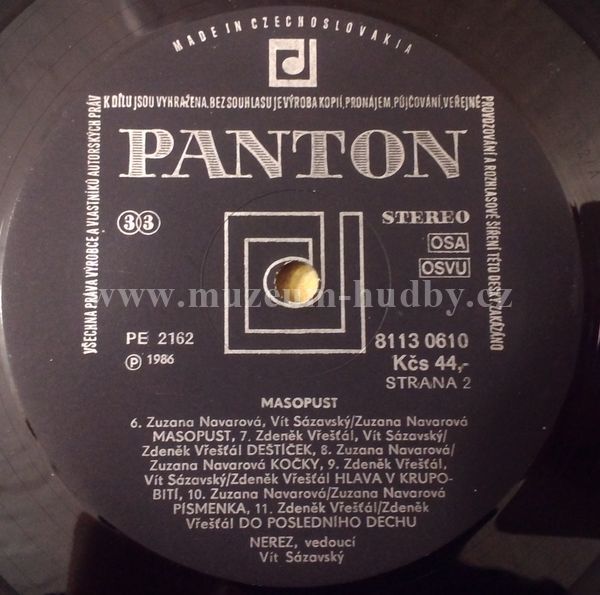 MADE IN CZECHOSLOVAKIA
VŠECHNA PRÁVA VÝROBCE A VLASTNÍKŮ AUTORSKÝCH PRÁV
K DÍLU JSOU VYHRAŽENA. BEZ SOUHLASU JE VÝROBA KOPIÍ, PRONÁJEM, PŮJČOVÁNÍ, VEŘEJNÉ
PROVOZOVÁNÍ A ROZHLASOVÉ ŠÍŘENÍ TÉTO DESKY ZAKÁZÁNO
PANTON
33
STEREO
OSA
OSVU
www.muzeum-hudby.cz
PE 2162
8113 0610
Ⓟ 1986
Kčs 44,-
STRANA 2
MASOPUST
6. Zuzana Navarová, Vít Sázavský/Zuzana Navarová
MASOPUST, 7. Zdeněk Vřešťál, Vít Sázavský/
Zdeněk Vřešťál DEŠTÍČEK, 8. Zuzana Navarová/
Zuzana Navarová KOČKY, 9. Zdeněk Vřešťál,
Vít Sázavský/Zdeněk Vřešťál HLAVA V KRUPO-
BITÍ, 10. Zuzana Navarová/Zuzana Navarová
PÍSMENKA, 11. Zdeněk Vřešťál/Zdeněk
Vřešťál DO POSLEDNÍHO DECHU
NEREZ, vedoucí
Vít Sázavský